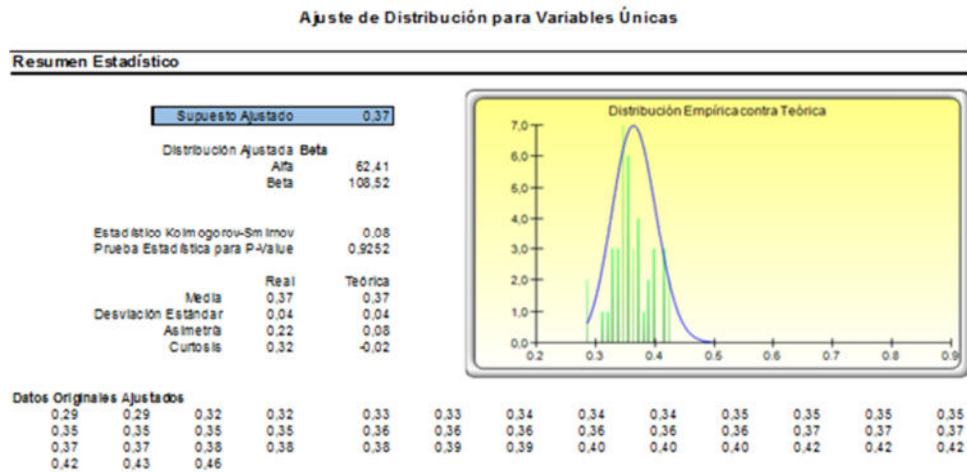 Ajuste de Distribución para Variables Únicas
Resumen Estadístico
Supuesto Ajustado 0,37
Distribución Ajustada Beta
Alfa 62,41
Beta 108,52
Estadístico Kolmogorov-Smirnov 0,08
Prueba Estadística para P-Value 0,9252
Real Teórica
Media 0,37 0,37
Desviación Estándar 0,04 0,04
Asimetría 0,22 0,08
Curtosis 0,32 -0,02
Distribución Empírica contra Teórica
7,0
6,0
5,0
4,0
3,0
2,0
1,0
0,0
0.2 0.3 0.4 0.5 0.6 0.7 0.8 0.9
Datos Originales Ajustados
0,29 0,29 0,32 0,32 0,33 0,33 0,34 0,34 0,34 0,35 0,35 0,35 0,35
0,35 0,35 0,35 0,35 0,36 0,36 0,36 0,36 0,36 0,36 0,37 0,37 0,37
0,37 0,37 0,38 0,38 0,38 0,39 0,39 0,40 0,40 0,40 0,42 0,42 0,42
0,42 0,43 0,46